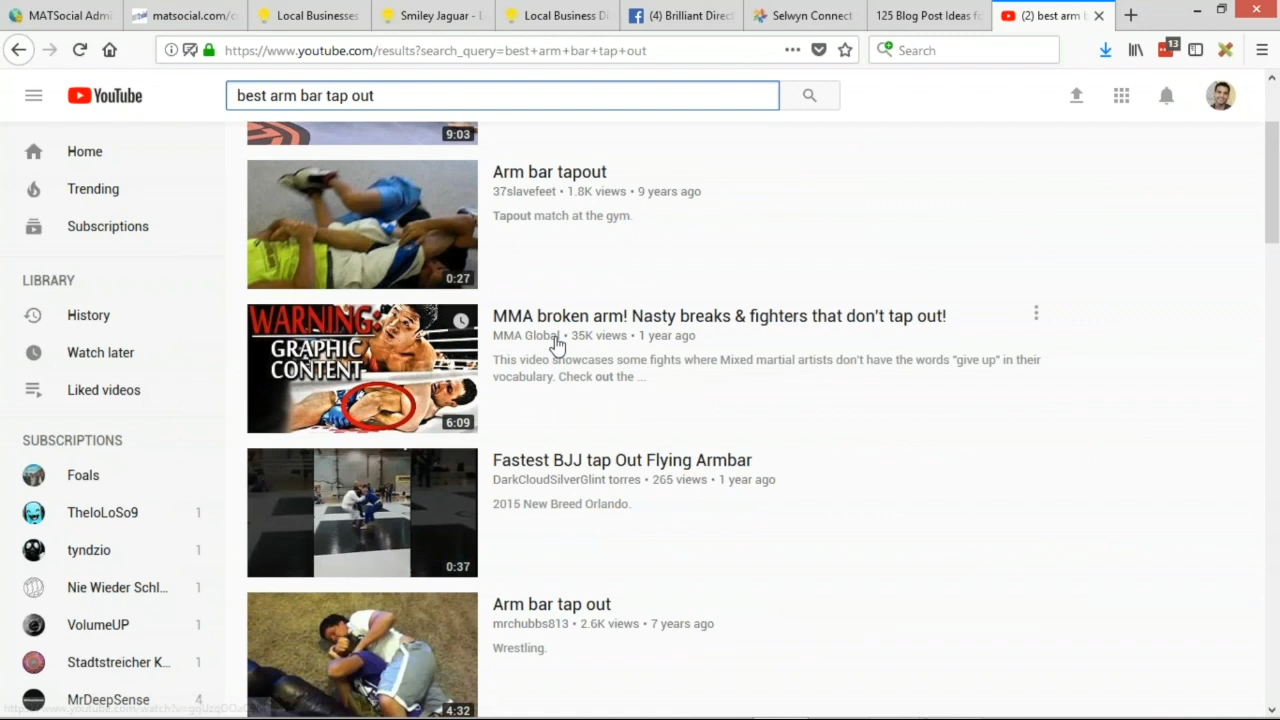 MATSocial Admi
matsocial.com/c
Local Businesses
Smiley Jaguar - L
Local Business Di
(4) Brilliant Direct
Selwyn Connect
125 Blog Post Ideas fo
(2) best arm b
https://www.youtube.com/results?search_query=best+arm+bar+tap+out
Search
13
YouTube
best arm bar tap out
Home
Trending
Subscriptions
LIBRARY
History
Watch later
Liked videos
SUBSCRIPTIONS
Foals
TheloLoSo9 1
tyndzio 1
Nie Wieder Schl... 1
VolumeUP 1
Stadtstreicher K... 1
MrDeepSense 4
9:03
Arm bar tapout
37slavefeet • 1.8K views • 9 years ago
Tapout match at the gym.
0:27
WARNING:
GRAPHIC
CONTENT
6:09
MMA broken arm! Nasty breaks & fighters that don't tap out!
MMA Global • 35K views • 1 year ago
This video showcases some fights where Mixed martial artists don't have the words "give up" in their
vocabulary. Check out the ...
0:37
Fastest BJJ tap Out Flying Armbar
DarkCloudSilverGlint torres • 265 views • 1 year ago
2015 New Breed Orlando.
Arm bar tap out
mrchubbs813 • 2.6K views • 7 years ago
Wrestling.
4:32